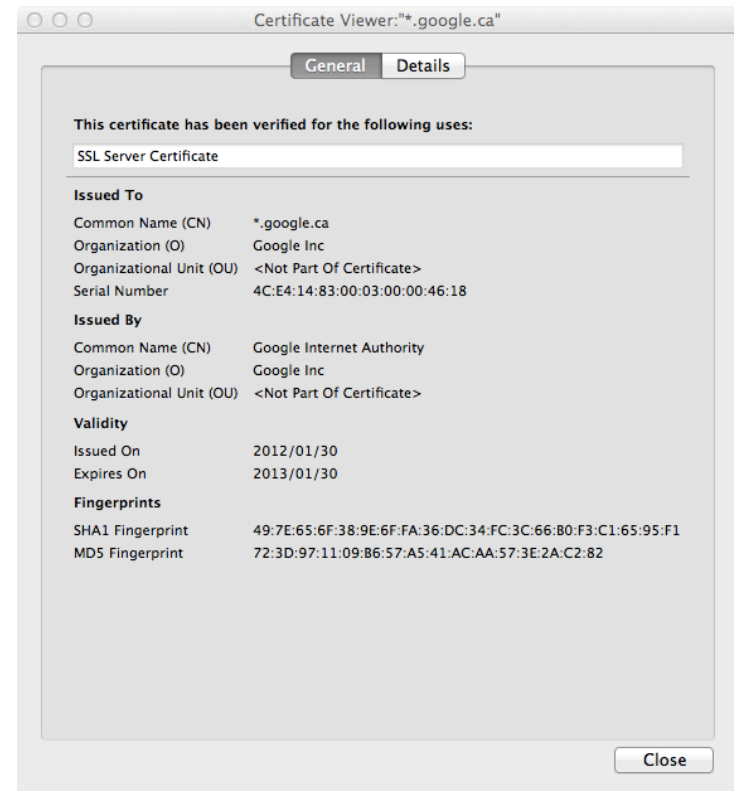 Certificate Viewer:"*.google.ca"
General Details
This certificate has been verified for the following uses:
SSL Server Certificate
Issued To
Common Name (CN) *.google.ca
Organization (O) Google Inc
Organizational Unit (OU) <Not Part Of Certificate>
Serial Number 4C:E4:14:83:00:03:00:00:46:18
Issued By
Common Name (CN) Google Internet Authority
Organization (O) Google Inc
Organizational Unit (OU) <Not Part Of Certificate>
Validity
Issued On 2012/01/30
Expires On 2013/01/30
Fingerprints
SHA1 Fingerprint 49:7E:65:6F:38:9E:6F:FA:36:DC:34:FC:3C:66:B0:F3:C1:65:95:F1
MD5 Fingerprint 72:3D:97:11:09:B6:57:A5:41:AC:AA:57:3E:2A:C2:82
Close